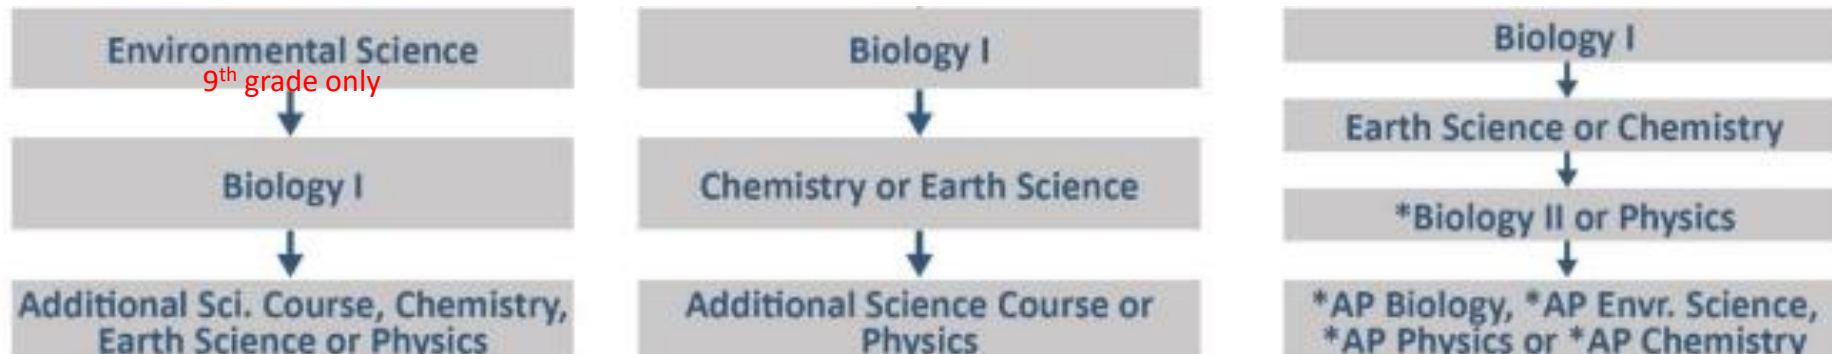 Environmental Science
9th grade only
Biology I
Additional Sci. Course, Chemistry,
Earth Science or Physics
Biology I
Chemistry or Earth Science
Additional Science Course or
Physics
Biology I
Earth Science or Chemistry
*Biology II or Physics
*AP Biology, *AP Envr. Science,
*AP Physics or *AP Chemistry